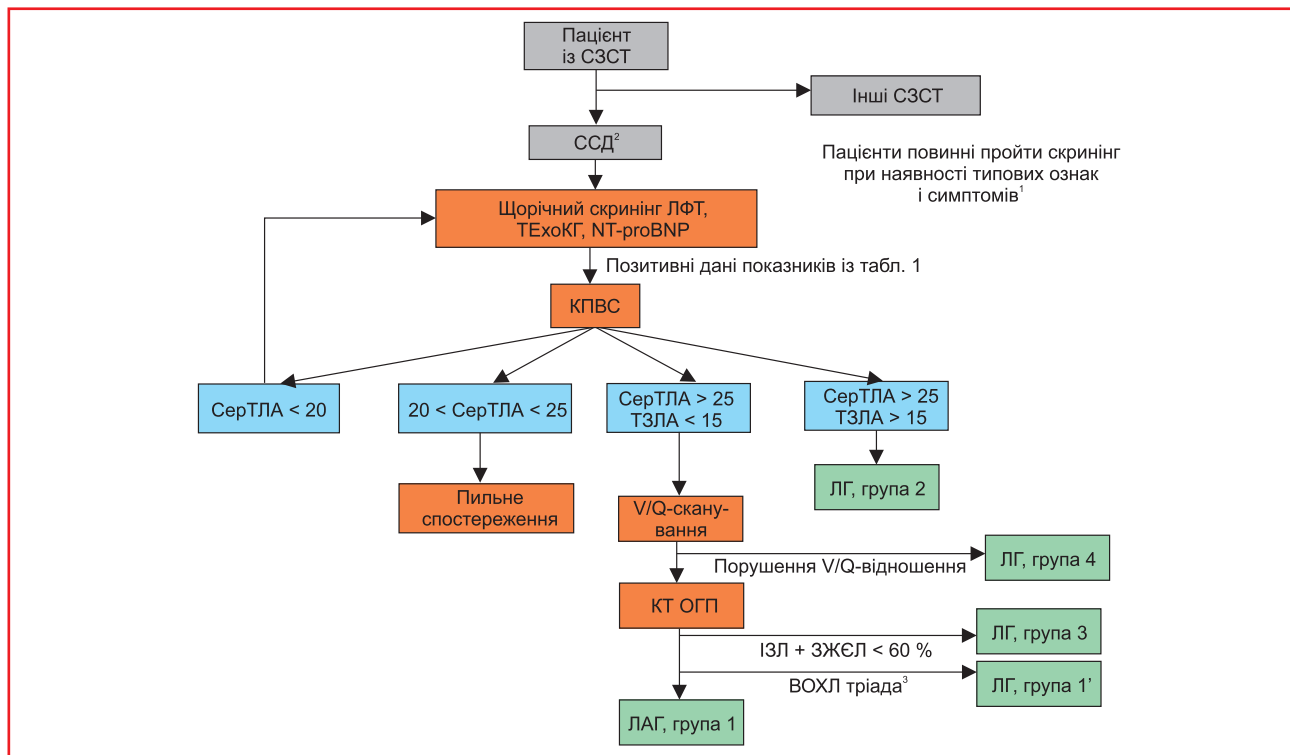 Пацієнт
із СЗСТ
Інші СЗСТ
ССД²
Пацієнти повинні пройти скринінг
при наявності типових ознак
і симптомів¹
Щорічний скринінг ЛФТ,
ТЕхоКГ, NT-proBNP
Позитивні дані показників із табл. 1
КПВС
СерТЛА < 20
20 < СерТЛА < 25
СерТЛА > 25
ТЗЛА < 15
СерТЛА > 25
ТЗЛА > 15
ЛГ, група 2
Пильне
спостереження
V/Q-скану-
вання
Порушення V/Q-відношення
ЛГ, група 4
КТ ОГП
ІЗЛ + ЗЖЄЛ < 60 %
ЛГ, група 3
ВОХЛ тріада³
ЛГ, група 1’
ЛАГ, група 1